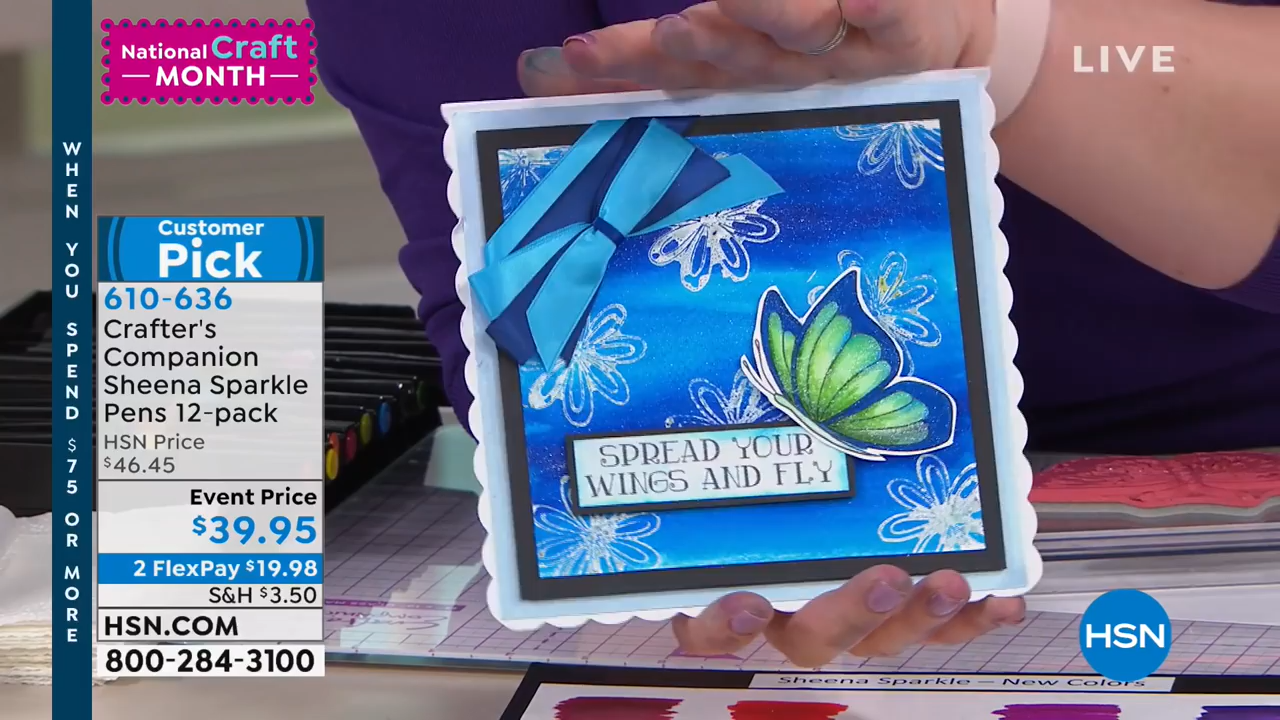 National Craft
MONTH
LIVE
WHEN YOU SPEND $75 OR MORE
Customer
Pick
610-636
Crafter's
Companion
Sheena Sparkle
Pens 12-pack
HSN Price
$46.45
Event Price
$39.95
2 FlexPay $19.98
S&H $3.50
HSN.COM
800-284-3100
SPREAD YOUR
WINGS AND FLY
HSN
Sheena Sparkle – New Colors